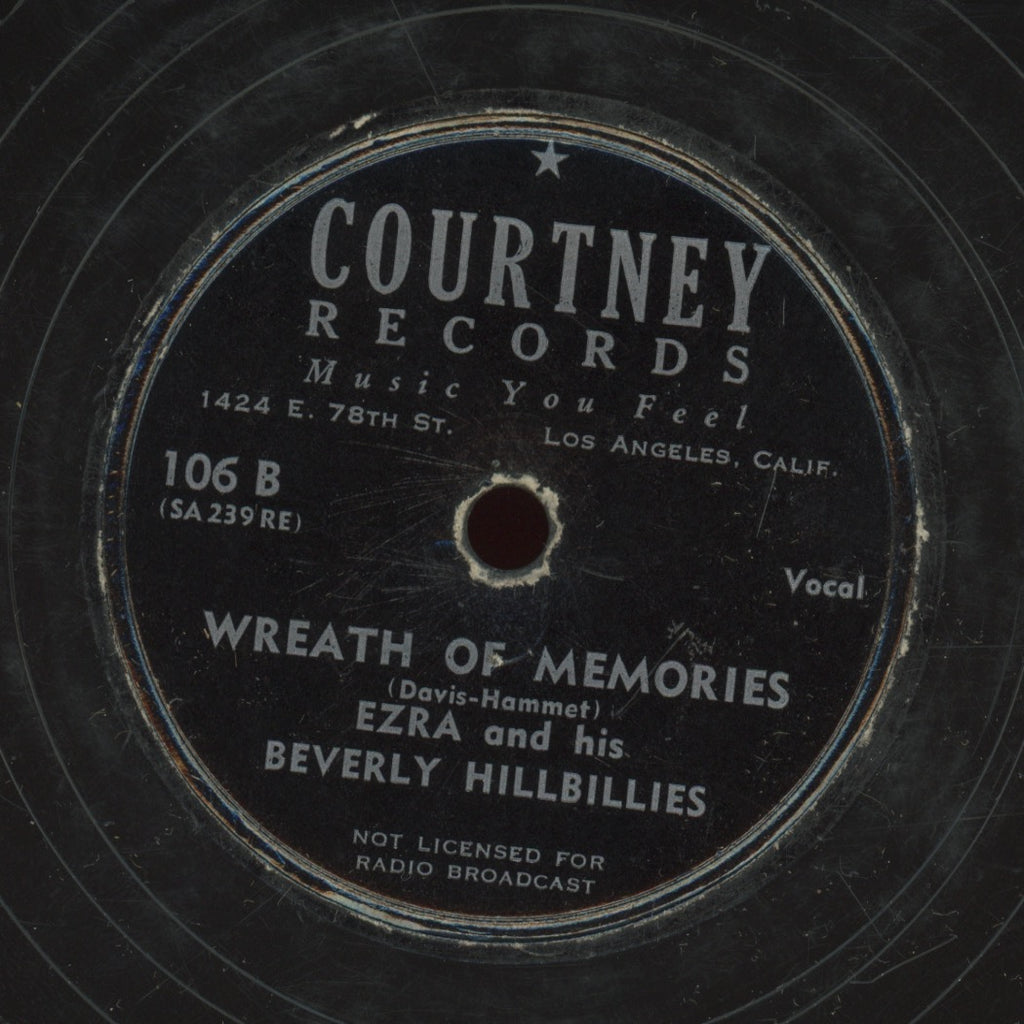 COURTNEY
RECORDS
Music You Feel
1424 E. 78TH ST. LOS ANGELES, CALIF.
106 B
(SA 239 RE)
Vocal
WREATH OF MEMORIES
(Davis-Hammet)
EZRA and his
BEVERLY HILLBILLIES
NOT LICENSED FOR
RADIO BROADCAST